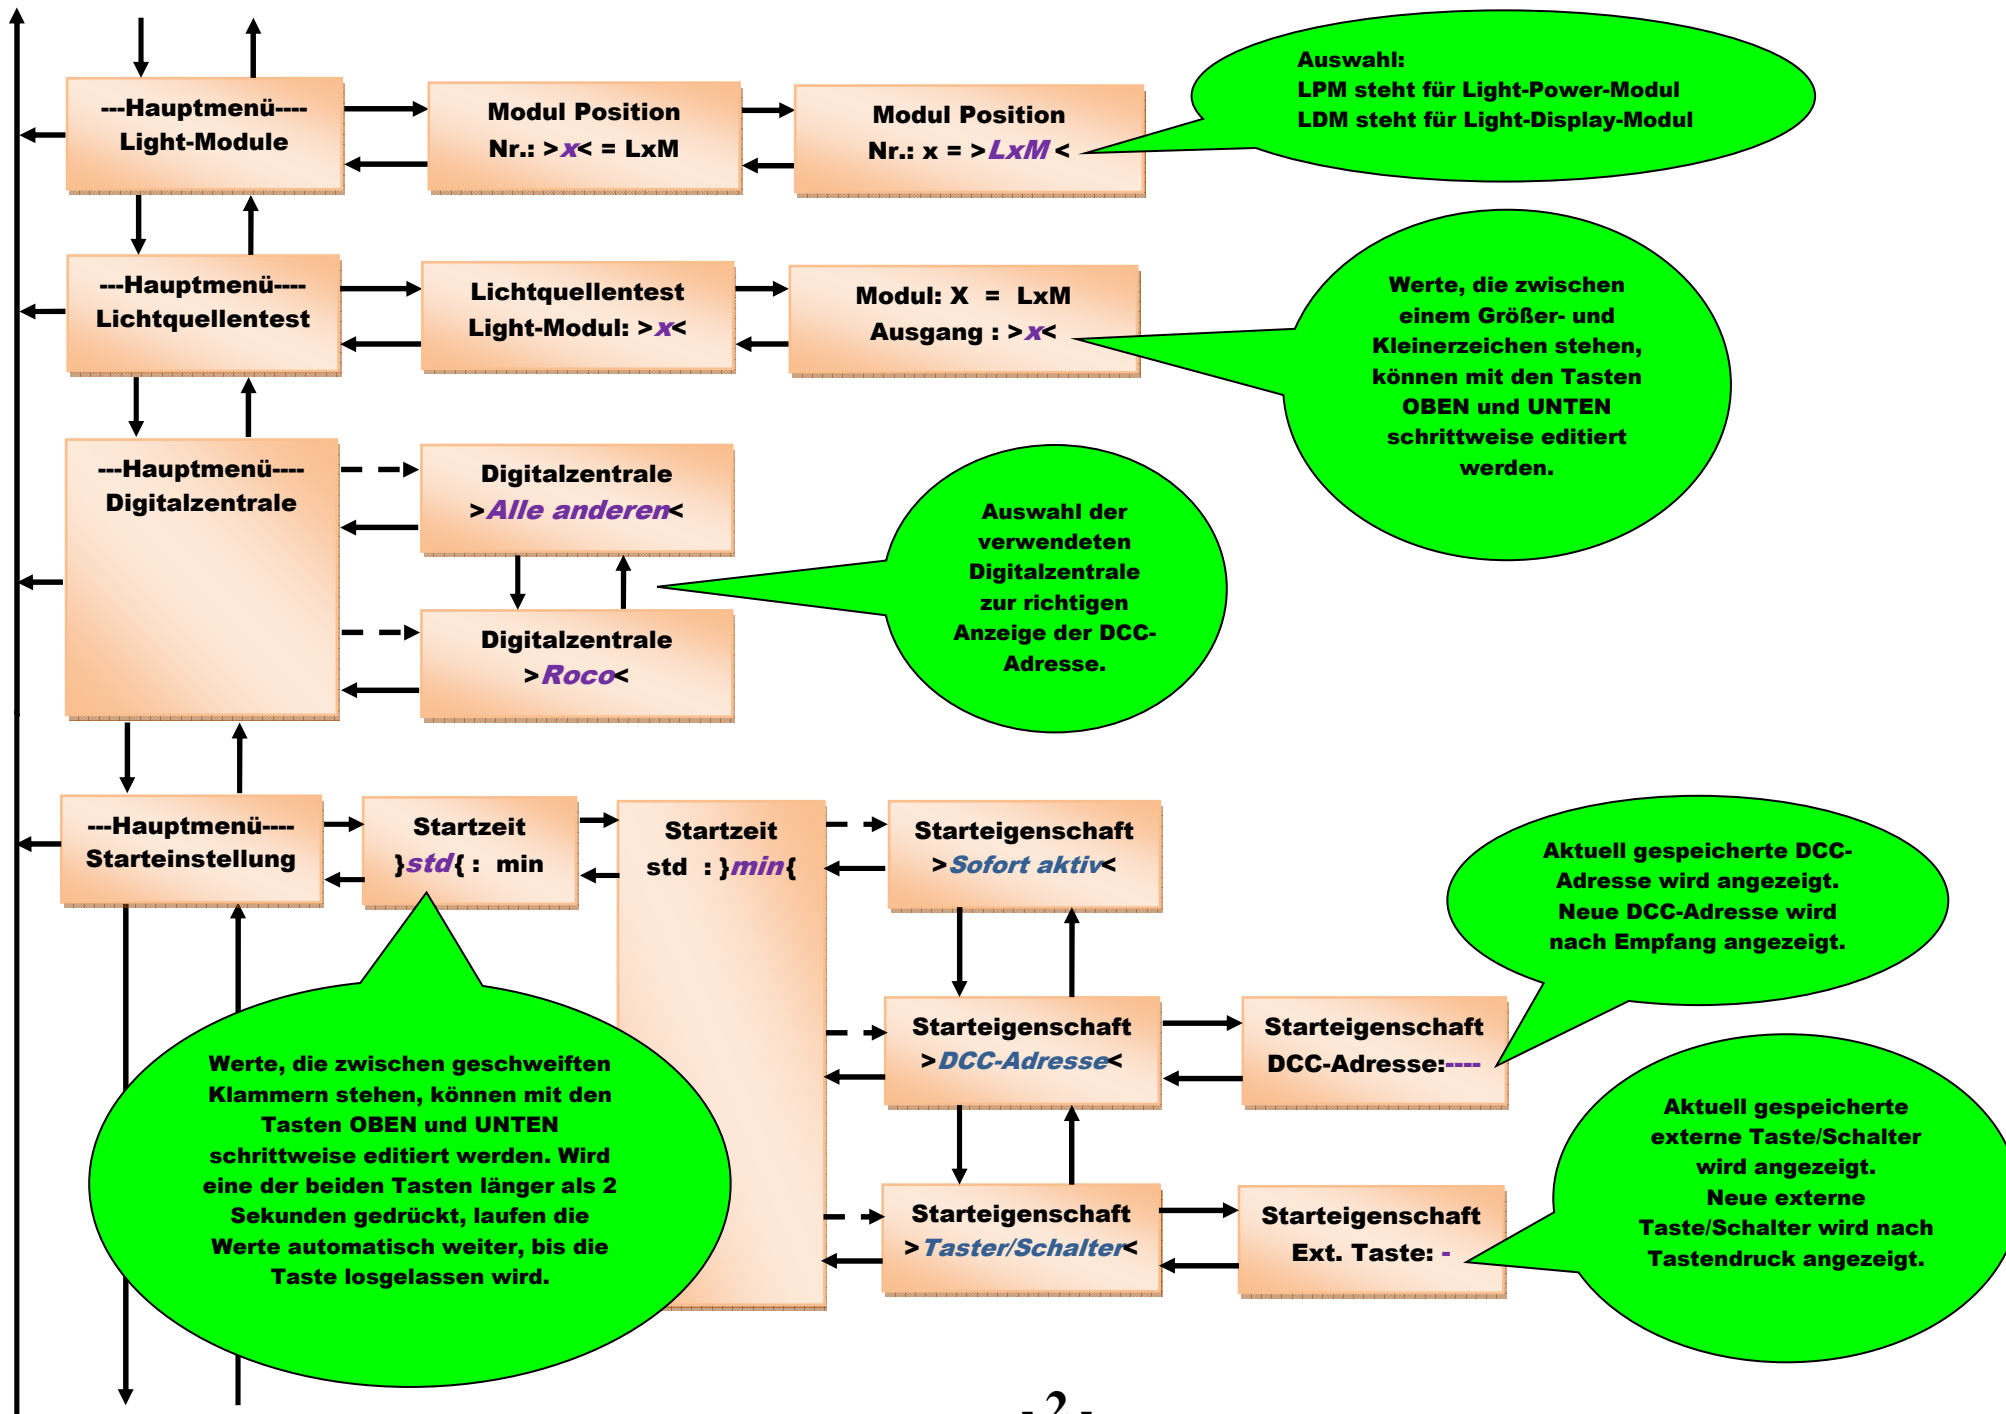 ---Hauptmenü----
Light-Module
Modul Position
Nr.: >x< = LxM
Modul Position
Nr.: x = >LxM <
Auswahl:
LPM steht für Light-Power-Modul
LDM steht für Light-Display-Modul
---Hauptmenü----
Lichtquellentest
Lichtquellentest
Light-Modul: >x<
Modul: X = LxM
Ausgang : >x<
Werte, die zwischen
einem Größer- und
Kleinerzeichen stehen,
können mit den Tasten
OBEN und UNTEN
schrittweise editiert
werden.
---Hauptmenü----
Digitalzentrale
Digitalzentrale
>Alle anderen<
Digitalzentrale
>Roco<
Auswahl der
verwendeten
Digitalzentrale
zur richtigen
Anzeige der DCC-
Adresse.
---Hauptmenü----
Starteinstellung
Startzeit
}std{ : min
Startzeit
std : }min{
Starteigenschaft
>Sofort aktiv<
Aktuell gespeicherte DCC-
Adresse wird angezeigt.
Neue DCC-Adresse wird
nach Empfang angezeigt.
Starteigenschaft
>DCC-Adresse<
Starteigenschaft
DCC-Adresse:----
Werte, die zwischen geschweiften
Klammern stehen, können mit den
Tasten OBEN und UNTEN
schrittweise editiert werden. Wird
eine der beiden Tasten länger als 2
Sekunden gedrückt, laufen die
Werte automatisch weiter, bis die
Taste losgelassen wird.
Starteigenschaft
>Taster/Schalter<
Starteigenschaft
Ext. Taste: -
Aktuell gespeicherte
externe Taste/Schalter
wird angezeigt.
Neue externe
Taste/Schalter wird nach
Tastendruck angezeigt.
- 2 -